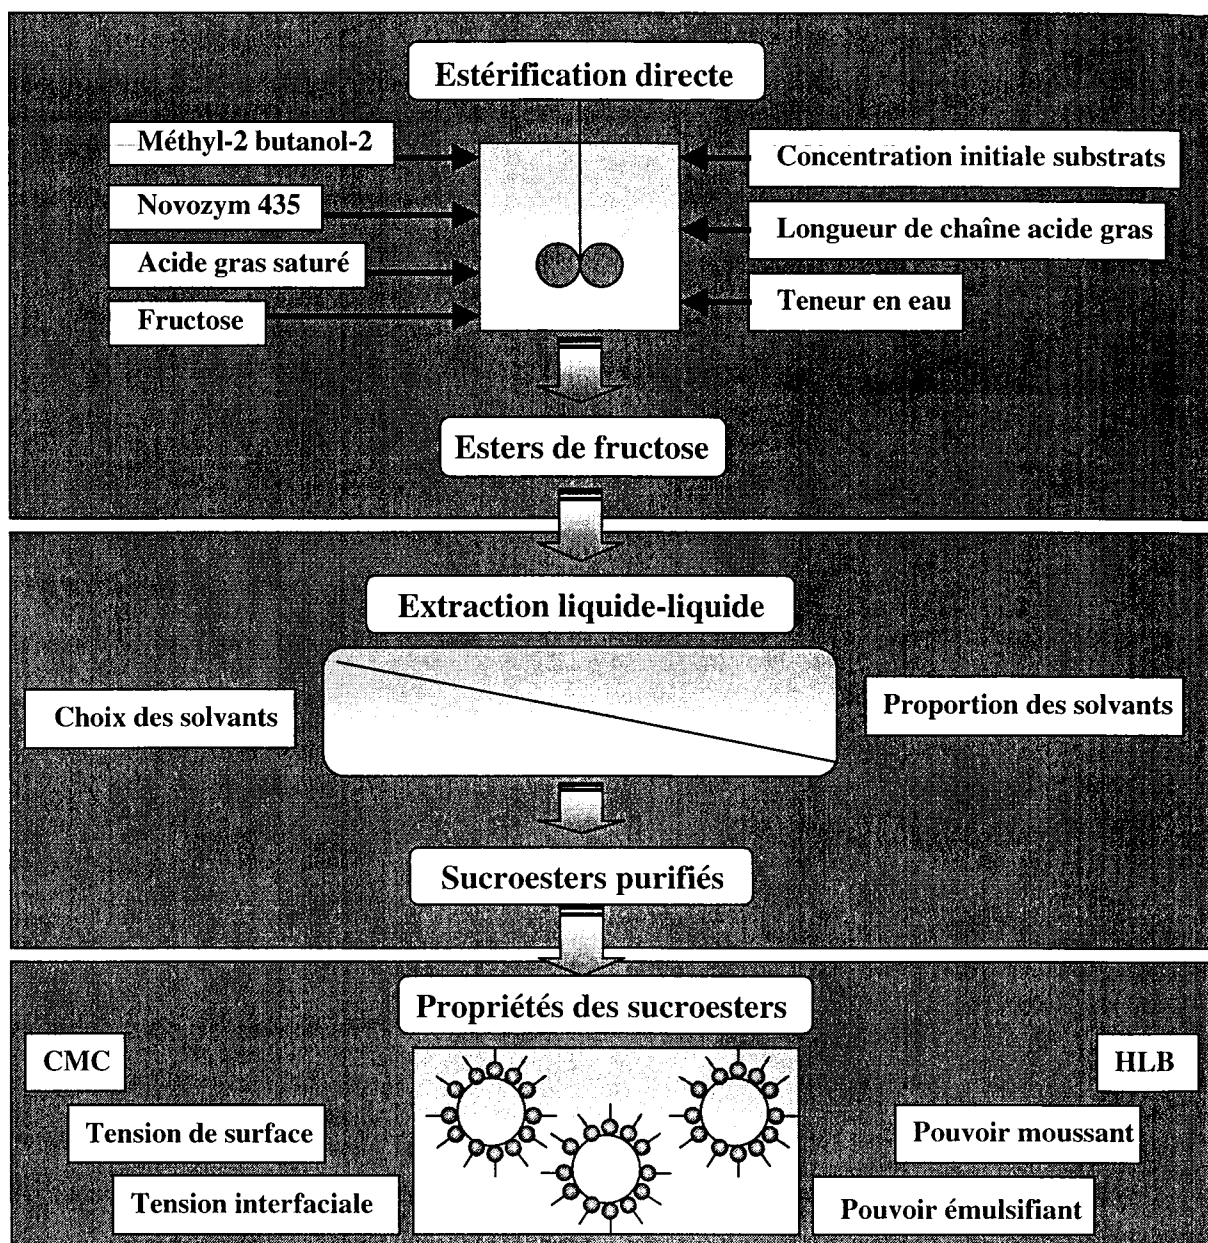 Estérification directe
Méthyl-2 butanol-2
Novozym 435
Acide gras saturé
Fructose
Concentration initiale substrats
Longueur de chaîne acide gras
Teneur en eau
Esters de fructose
Extraction liquide-liquide
Choix des solvants
Proportion des solvants
Sucroesters purifiés
Propriétés des sucroesters
CMC
Tension de surface
Tension interfaciale
HLB
Pouvoir moussant
Pouvoir émulsifiant